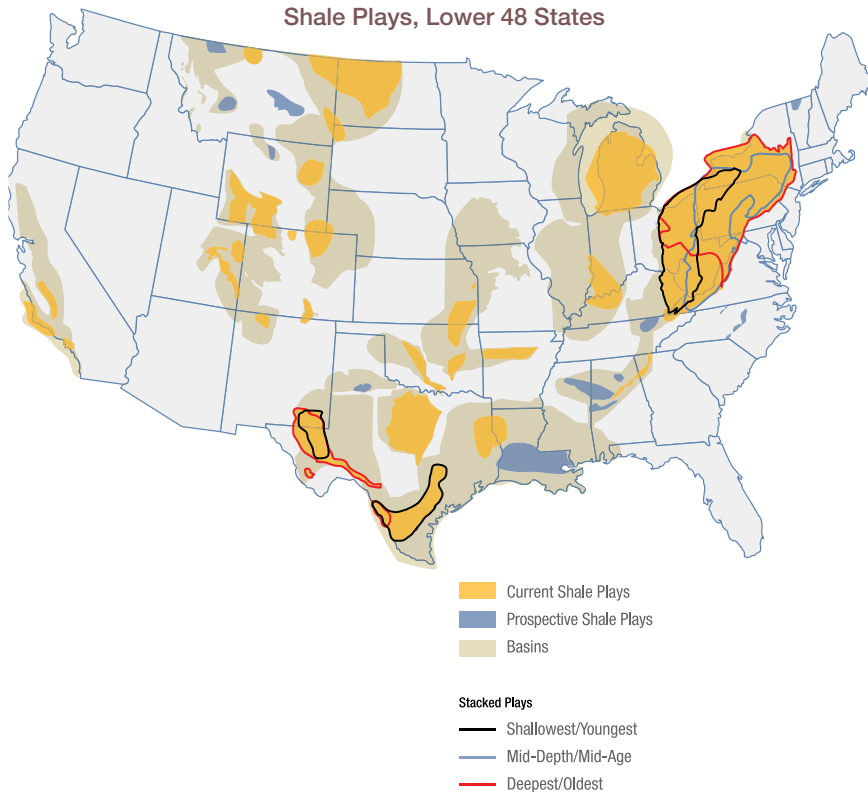 Shale Plays, Lower 48 States
Current Shale Plays
Prospective Shale Plays
Basins
Stacked Plays
Shallowest/Youngest
Mid-Depth/Mid-Age
Deepest/Oldest